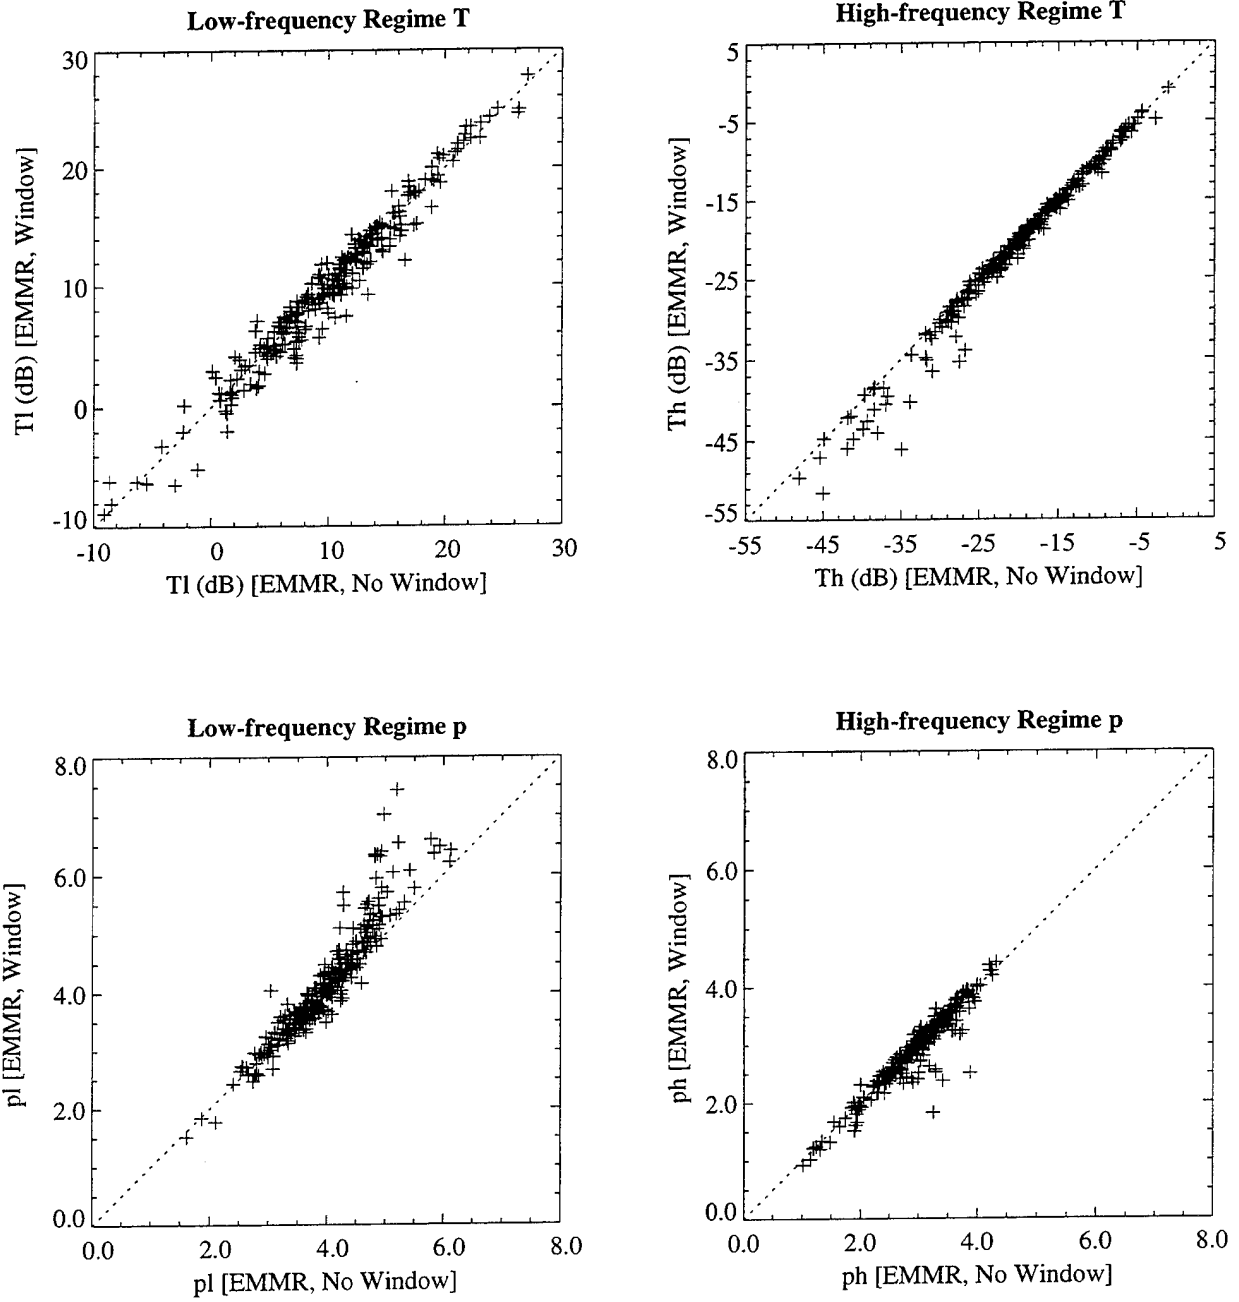 Low-frequency Regime T
30
20
10
0
-10
-10 0 10 20 30
Tl (dB) [EMMR, Window]
Tl (dB) [EMMR, No Window]
High-frequency Regime T
5
-5
-15
-25
-35
-45
-55
-55 -45 -35 -25 -15 -5 5
Th (dB) [EMMR, Window]
Th (dB) [EMMR, No Window]
Low-frequency Regime p
8.0
6.0
4.0
2.0
0.0
0.0 2.0 4.0 6.0 8.0
pl [EMMR, Window]
pl [EMMR, No Window]
High-frequency Regime p
8.0
6.0
4.0
2.0
0.0
0.0 2.0 4.0 6.0 8.0
ph [EMMR, Window]
ph [EMMR, No Window]